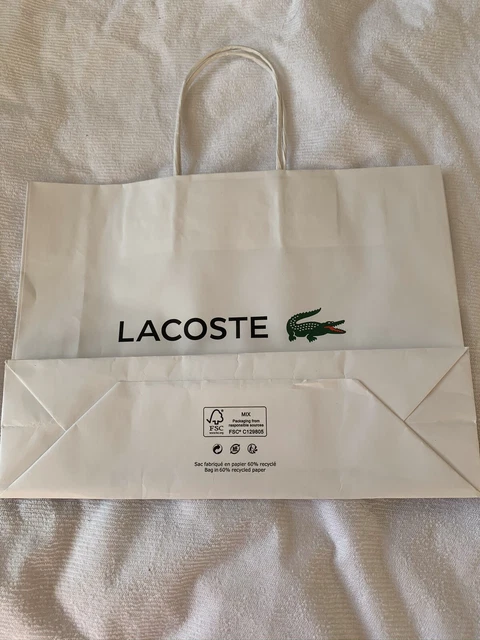 LACOSTE
FSC
MIX
Packaging from
responsible sources
FSC® C129805
Sac fabriqué en papier 60% recyclé
Bag in 60% recycled paper